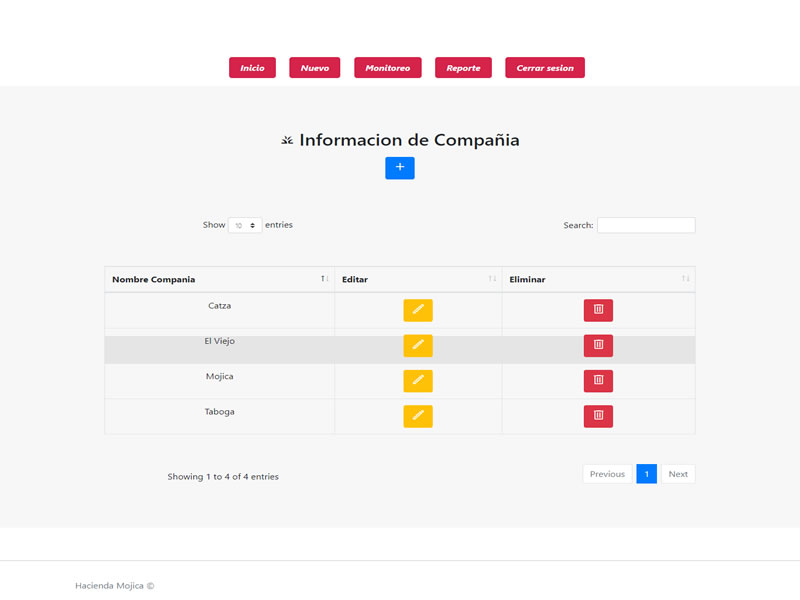 Inicio Nuevo Monitoreo Reporte Cerrar sesion
Informacion de Compañia
+
Show 10 entries Search:
Nombre Compania Editar Eliminar
Catza
El Viejo
Mojica
Taboga
Showing 1 to 4 of 4 entries Previous 1 Next
Hacienda Mojica ©